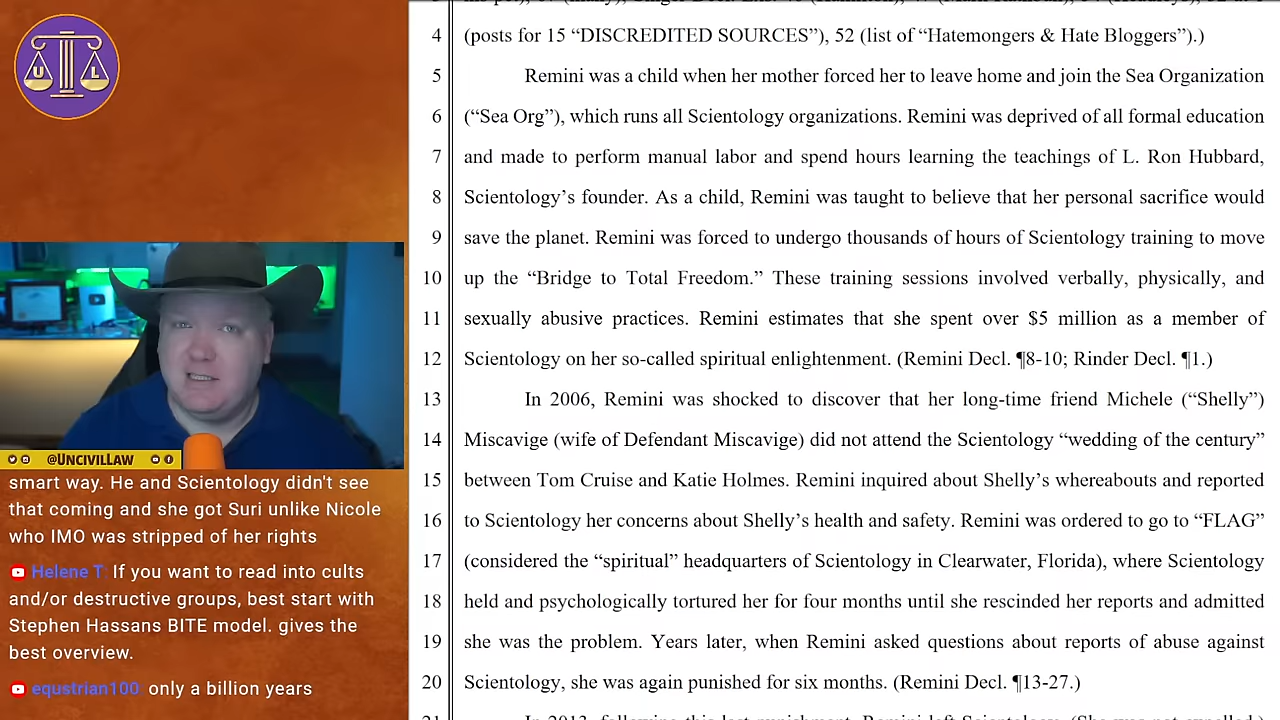 U L
@UNCIVILLAW
smart way. He and Scientology didn't see
that coming and she got Suri unlike Nicole
who IMO was stripped of her rights
Helene T: If you want to read into cults
and/or destructive groups, best start with
Stephen Hassans BITE model. gives the
best overview.
equstrian100 only a billion years
4 (posts for 15 “DISCREDITED SOURCES”), 52 (list of “Hatemongers & Hate Bloggers”).)
5 Remini was a child when her mother forced her to leave home and join the Sea Organization
6 (“Sea Org”), which runs all Scientology organizations. Remini was deprived of all formal education
7 and made to perform manual labor and spend hours learning the teachings of L. Ron Hubbard,
8 Scientology’s founder. As a child, Remini was taught to believe that her personal sacrifice would
9 save the planet. Remini was forced to undergo thousands of hours of Scientology training to move
10 up the “Bridge to Total Freedom.” These training sessions involved verbally, physically, and
11 sexually abusive practices. Remini estimates that she spent over $5 million as a member of
12 Scientology on her so-called spiritual enlightenment. (Remini Decl. ¶8-10; Rinder Decl. ¶1.)
13 In 2006, Remini was shocked to discover that her long-time friend Michele (“Shelly”)
14 Miscavige (wife of Defendant Miscavige) did not attend the Scientology “wedding of the century”
15 between Tom Cruise and Katie Holmes. Remini inquired about Shelly’s whereabouts and reported
16 to Scientology her concerns about Shelly’s health and safety. Remini was ordered to go to “FLAG”
17 (considered the “spiritual” headquarters of Scientology in Clearwater, Florida), where Scientology
18 held and psychologically tortured her for four months until she rescinded her reports and admitted
19 she was the problem. Years later, when Remini asked questions about reports of abuse against
20 Scientology, she was again punished for six months. (Remini Decl. ¶13-27.)
21 In 2013, following this last punishment, Remini left Scientology. (She was not expelled.)